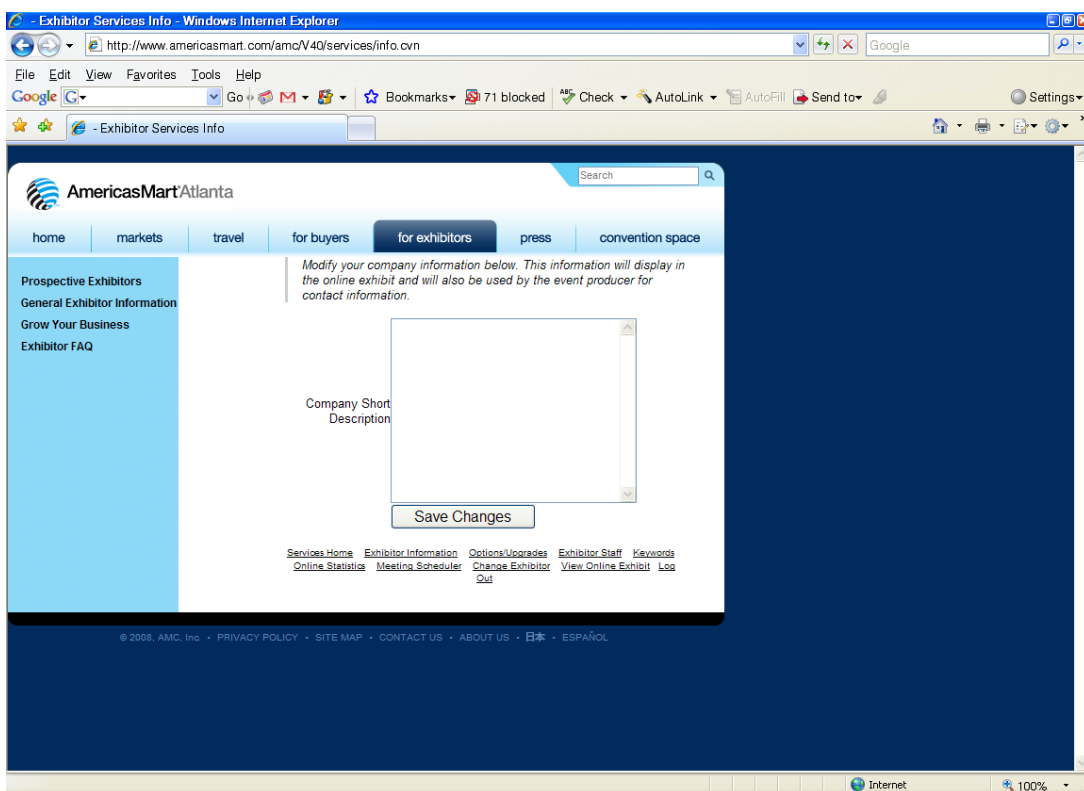 - Exhibitor Services Info - Windows Internet Explorer
http://www.americasmart.com/amc/V40/services/info.cvn
Google
File Edit View Favorites Tools Help
Google G Go Bookmarks 71 blocked ABC Check AutoLink AutoFill Send to Settings
- Exhibitor Services Info
AmericasMart Atlanta
Search
home markets travel for buyers for exhibitors press convention space
Prospective Exhibitors
General Exhibitor Information
Grow Your Business
Exhibitor FAQ
Modify your company information below. This information will display in
the online exhibit and will also be used by the event producer for
contact information.
Company Short
Description
Save Changes
Services Home Exhibitor Information Options/Upgrades Exhibitor Staff Keywords
Online Statistics Meeting Scheduler Change Exhibitor View Online Exhibit Log
Out
© 2008, AMC, Inc. • PRIVACY POLICY • SITE MAP • CONTACT US • ABOUT US • 日本 • ESPAÑOL
Internet 100%